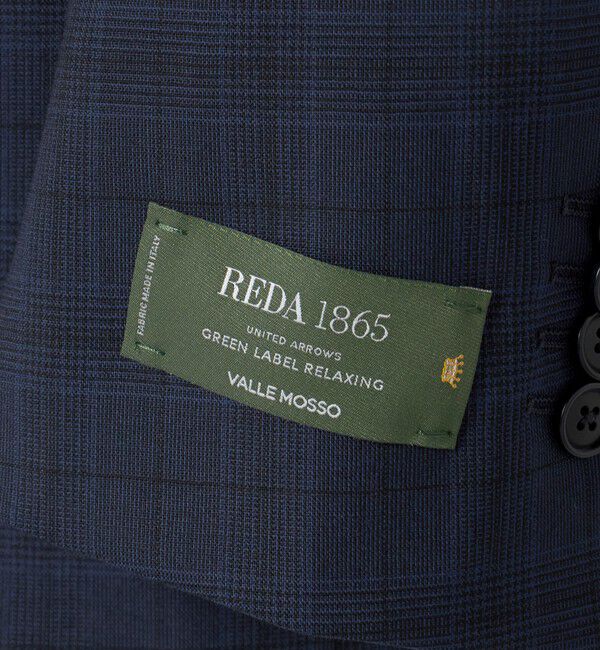 REDA 1865
UNITED ARROWS
GREEN LABEL RELAXING
VALLE MOSSO
FABRIC MADE IN ITALY